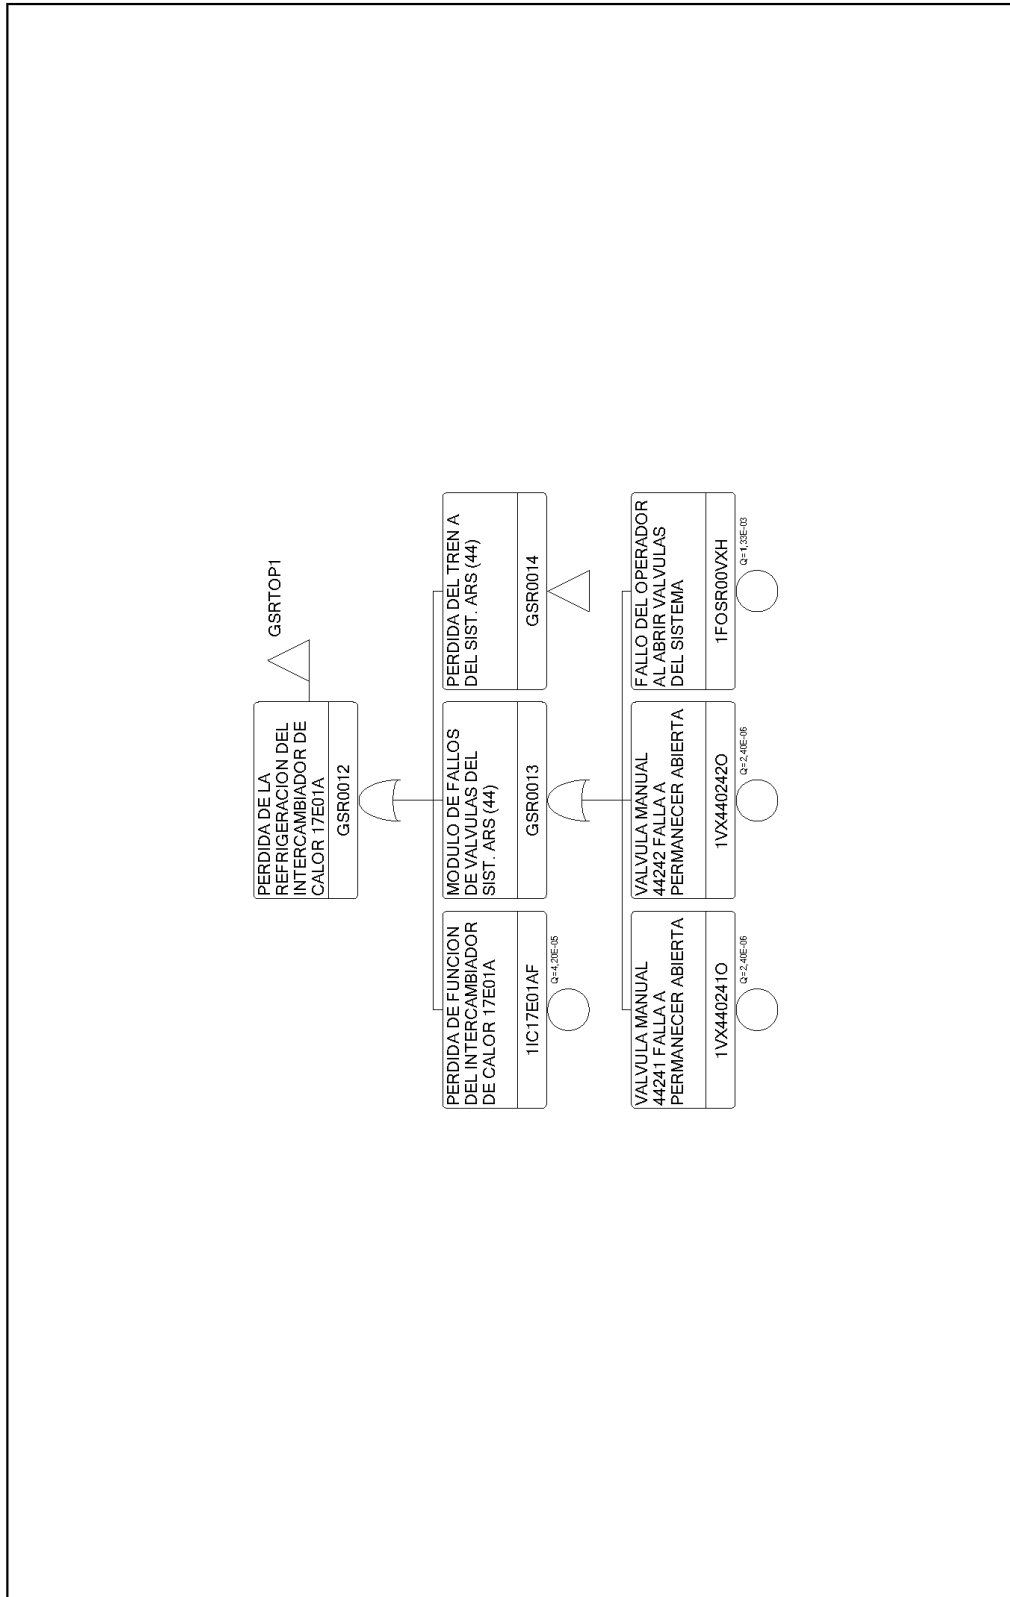 PERDIDA DE LA
REFRIGERACION DEL
INTERCAMBIADOR DE
CALOR 17E01A
GSR0012
GSRTOP1
PERDIDA DE FUNCION
DEL INTERCAMBIADOR
DE CALOR 17E01A
1IC17E01AF
Q=4,20E-05
MODULO DE FALLOS
DE VALVULAS DEL
SIST. ARS (44)
GSR0013
PERDIDA DEL TREN A
DEL SIST. ARS (44)
GSR0014
VALVULA MANUAL
44241 FALLA A
PERMANECER ABIERTA
1VX440241O
Q=2,40E-06
VALVULA MANUAL
44242 FALLA A
PERMANECER ABIERTA
1VX440242O
Q=2,40E-06
FALLO DEL OPERADOR
AL ABRIR VALVULAS
DEL SISTEMA
1FOSR00VXH
Q=1,33E-03